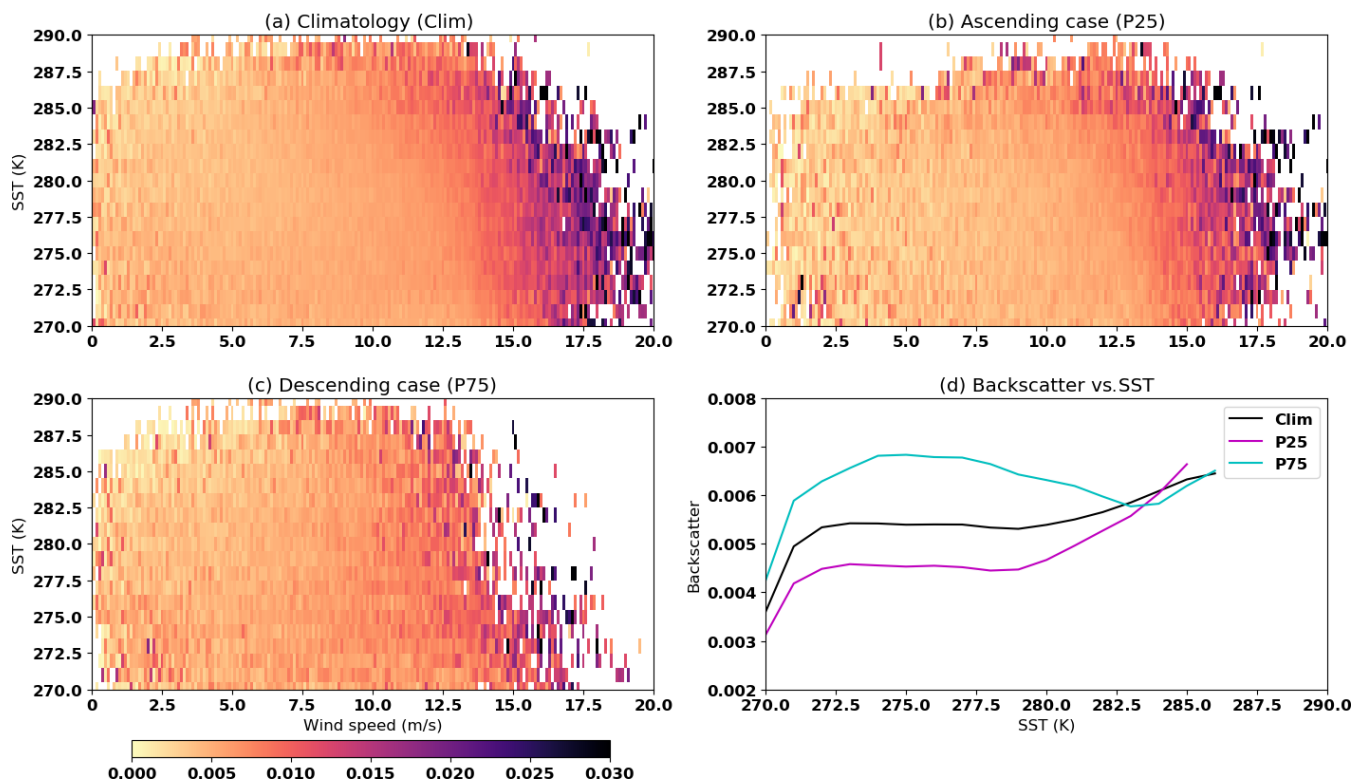 (a) Climatology (Clim)
290.0
287.5
285.0
282.5
280.0
277.5
275.0
272.5
270.0
SST (K)
0 2.5 5.0 7.5 10.0 12.5 15.0 17.5 20.0
(b) Ascending case (P25)
290.0
287.5
285.0
282.5
280.0
277.5
275.0
272.5
270.0
0 2.5 5.0 7.5 10.0 12.5 15.0 17.5 20.0
(c) Descending case (P75)
290.0
287.5
285.0
282.5
280.0
277.5
275.0
272.5
270.0
SST (K)
0 2.5 5.0 7.5 10.0 12.5 15.0 17.5 20.0
Wind speed (m/s)
0.000 0.005 0.010 0.015 0.020 0.025 0.030
(d) Backscatter vs.SST
0.008
0.007
0.006
0.005
0.004
0.003
0.002
Backscatter
Clim
P25
P75
270.0 272.5 275.0 277.5 280.0 282.5 285.0 287.5 290.0
SST (K)